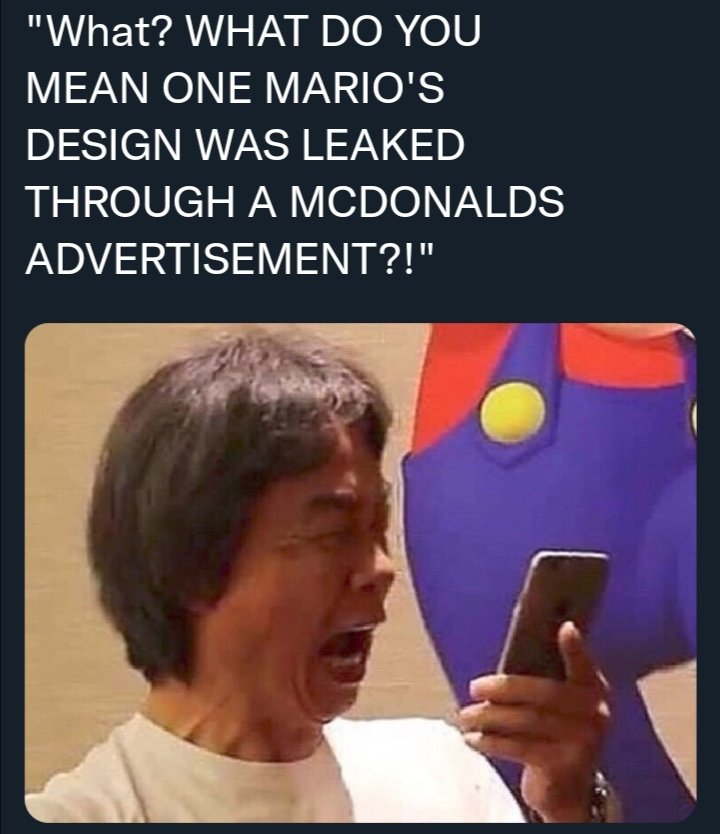 "What? WHAT DO YOU
MEAN ONE MARIO'S
DESIGN WAS LEAKED
THROUGH A MCDONALDS
ADVERTISEMENT?!"